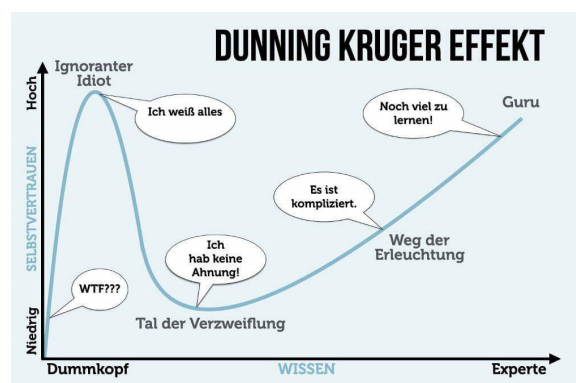 DUNNING KRUGER EFFEKT
Ignoranter
Idiot
Hoch
Ich weiß alles
Noch viel zu
lernen!
Guru
SELBSTVERTRAUEN
Es ist
kompliziert.
Weg der
Erleuchtung
Ich
hab keine
Ahnung!
WTF???
Tal der Verzweiflung
Niedrig
Dummkopf
WISSEN
Experte